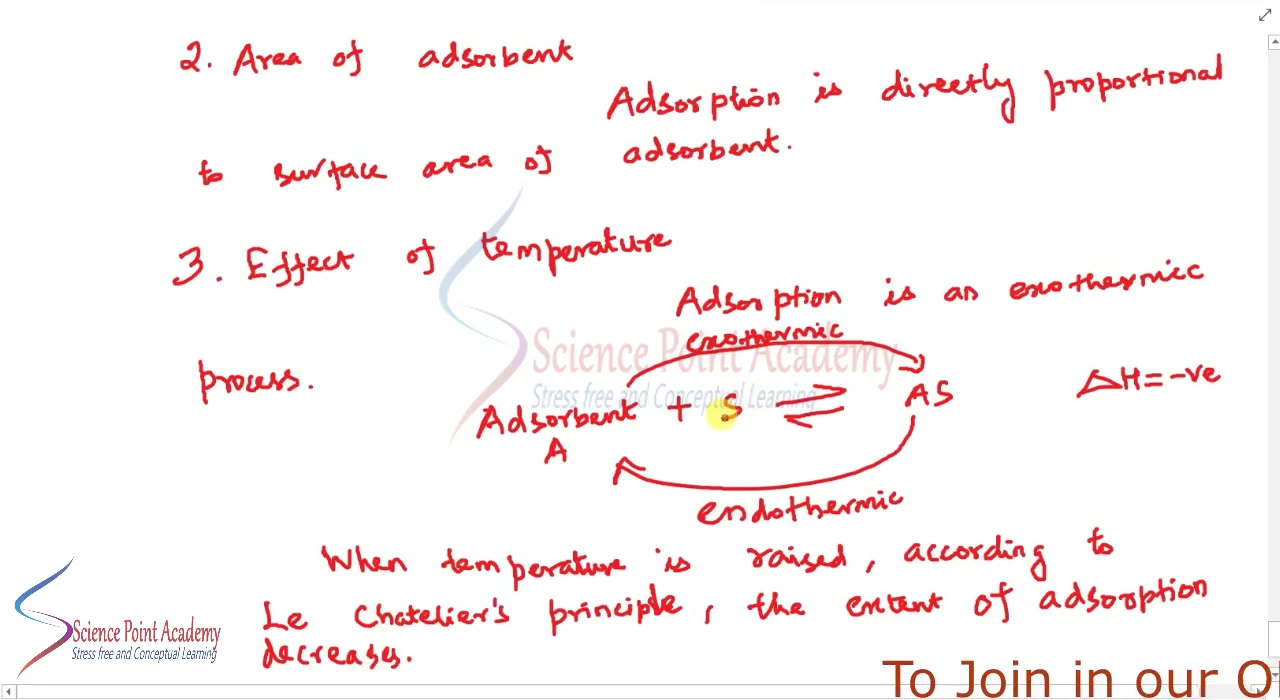 2. Area of adsorbent
Adsorption is directly proportional
to surface area of adsorbent.
3. Effect of temperature
Adsorption is an exothermic
process.
exothermic
Adsorbent + S ⇌ AS ΔH = -ve
A
endothermic
When temperature is raised, according to
Le Chatelier's principle, the extent of adsorption
decreases.
Science Point Academy
Stress free and Conceptual Learning
Science Point Academy
Stress free and Conceptual Learning
To Join in our O